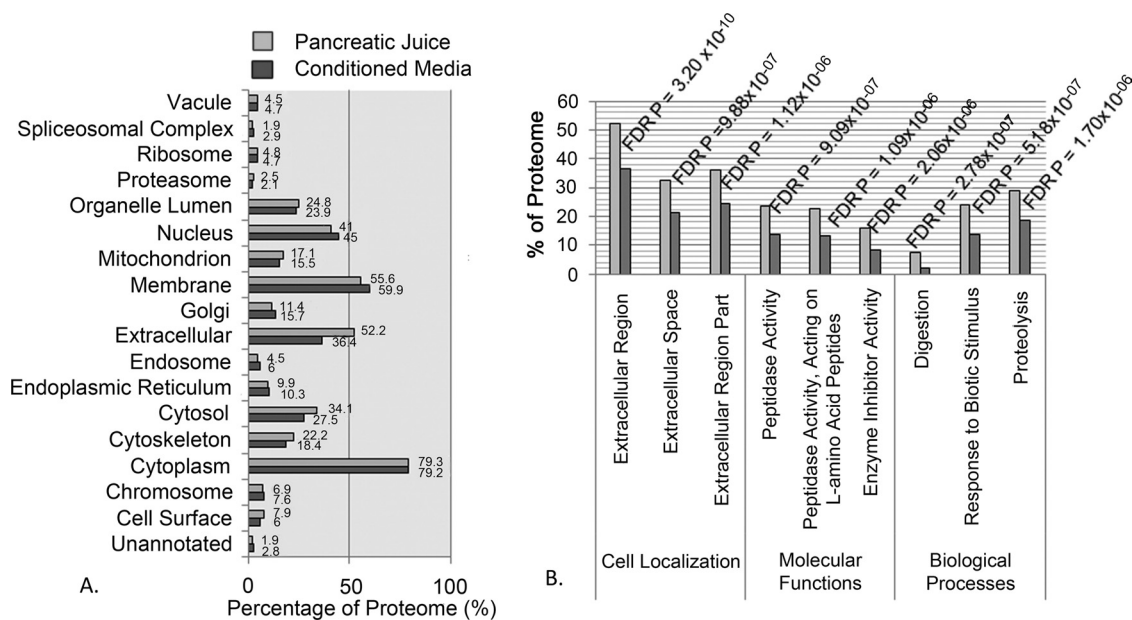 Pancreatic Juice
Conditioned Media
Vacule 4.5 4.7
Spliceosomal Complex 1.9 2.9
Ribosome 4.8 4.7
Proteasome 2.5 2.1
Organelle Lumen 24.8 23.9
Nucleus 41 45
Mitochondrion 17.1 15.5
Membrane 55.6 59.9
Golgi 11.4 15.7
Extracellular 52.2 36.4
Endosome 4.5 6
Endoplasmic Reticulum 9.9 10.3
Cytosol 34.1 27.5
Cytoskeleton 22.2 18.4
Cytoplasm 79.3 79.2
Chromosome 6.9 7.6
Cell Surface 7.9 6
Unannotated 1.9 2.8
0 50 100
Percentage of Proteome (%)
A.
% of Proteome
60
50
40
30
20
10
0
FDR P = 3.20 x10-10
FDR P =9.88x10-07
FDR P = 1.12x10-06
FDR P = 9.09x10-07
FDR P = 1.09x10-06
FDR P = 2.06x10-06
FDR P = 2.78x10-07
FDR P = 5.18x10-07
FDR P = 1.70x10-06
Extracellular Region
Extracellular Space
Extracellular Region Part
Peptidase Activity
Peptidase Activity, Acting on
L-amino Acid Peptides
Enzyme Inhibitor Activity
Digestion
Response to Biotic Stimulus
Proteolysis
Cell Localization
Molecular
Functions
Biological
Processes
B.